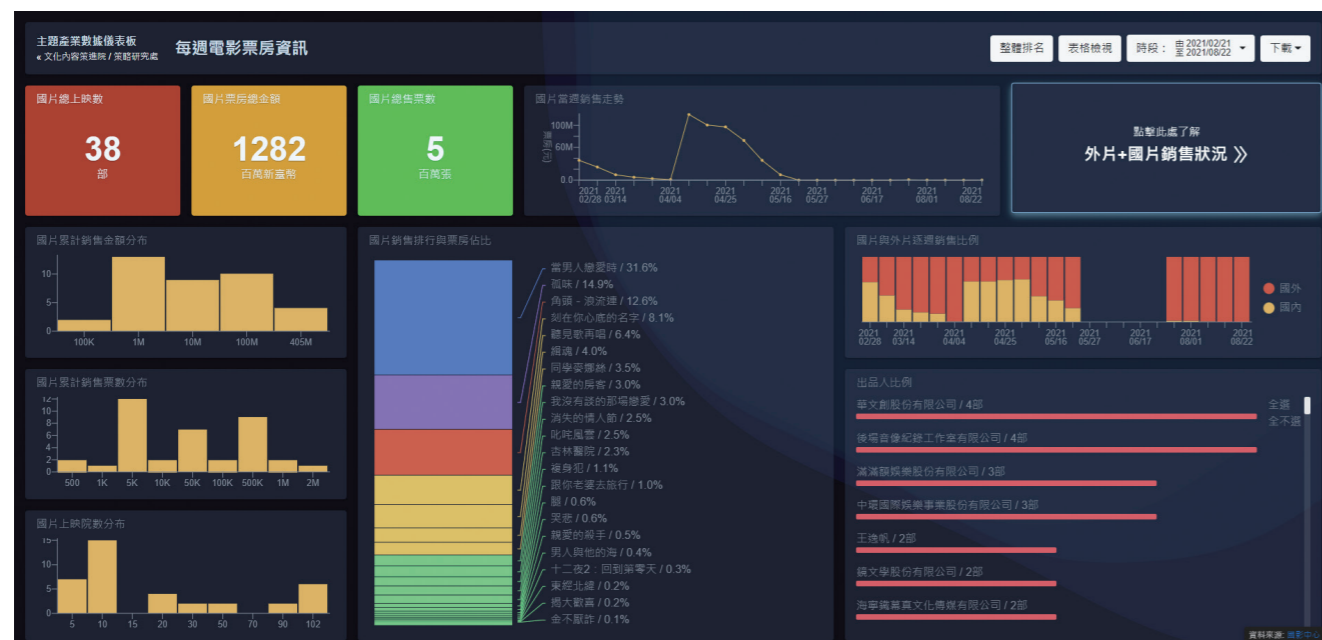 主題產業數據儀表板
« 文化內容策進院 / 策略研究處
每週電影票房資訊
整體排名
表格檢視
時段：
由 2021/02/21
至 2021/08/22
下載
國片總上映數
38
部
國片票房總金額
1282
百萬新臺幣
國片總售票數
5
百萬張
國片當週銷售走勢
票房(元)
100M
60M
0.0
2021 2021 2021 2021 2021 2021 2021 2021 2021
02/28 03/14 04/04 04/25 05/16 05/27 06/17 08/01 08/22
點擊此處了解
外片+國片銷售狀況 》
國片累計銷售金額分布
10
5
0
100K 1M 10M 100M 405M
國片累計銷售票數分布
12
10
8
6
4
2
0
500 1K 5K 10K 50K 100K 500K 1M 2M
國片上映院數分布
15
10
5
0
5 10 15 20 30 50 70 90 102
國片銷售排行與票房佔比
當男人戀愛時 / 31.6%
孤味 / 14.9%
角頭 - 浪流連 / 12.6%
刻在你心底的名字 / 8.1%
聽見歌再唱 / 6.4%
緝魂 / 4.0%
同學麥娜絲 / 3.5%
親愛的房客 / 3.0%
我沒有談的那場戀愛 / 3.0%
消失的情人節 / 2.5%
叱咤風雲 / 2.5%
杏林醫院 / 2.3%
複身犯 / 1.1%
跟你老婆去旅行 / 1.0%
腿 / 0.6%
哭悲 / 0.6%
親愛的殺手 / 0.5%
男人與他的海 / 0.4%
十二夜2：回到第零天 / 0.3%
東經北緯 / 0.2%
揭大歡喜 / 0.2%
金不厭詐 / 0.1%
國片與外片逐週銷售比例
國外
國內
2021 2021 2021 2021 2021 2021 2021 2021 2021
02/28 03/14 04/04 04/25 05/16 05/27 06/17 08/01 08/22
出品人比例
華文創股份有限公司 / 4部
後場音像紀錄工作室有限公司 / 4部
滿滿額娛樂股份有限公司 / 3部
中環國際娛樂事業股份有限公司 / 3部
王逸帆 / 2部
鏡文學股份有限公司 / 2部
海寧鐵萬真文化傳媒有限公司 / 2部
全選
全不選
資料來源: 國影中心